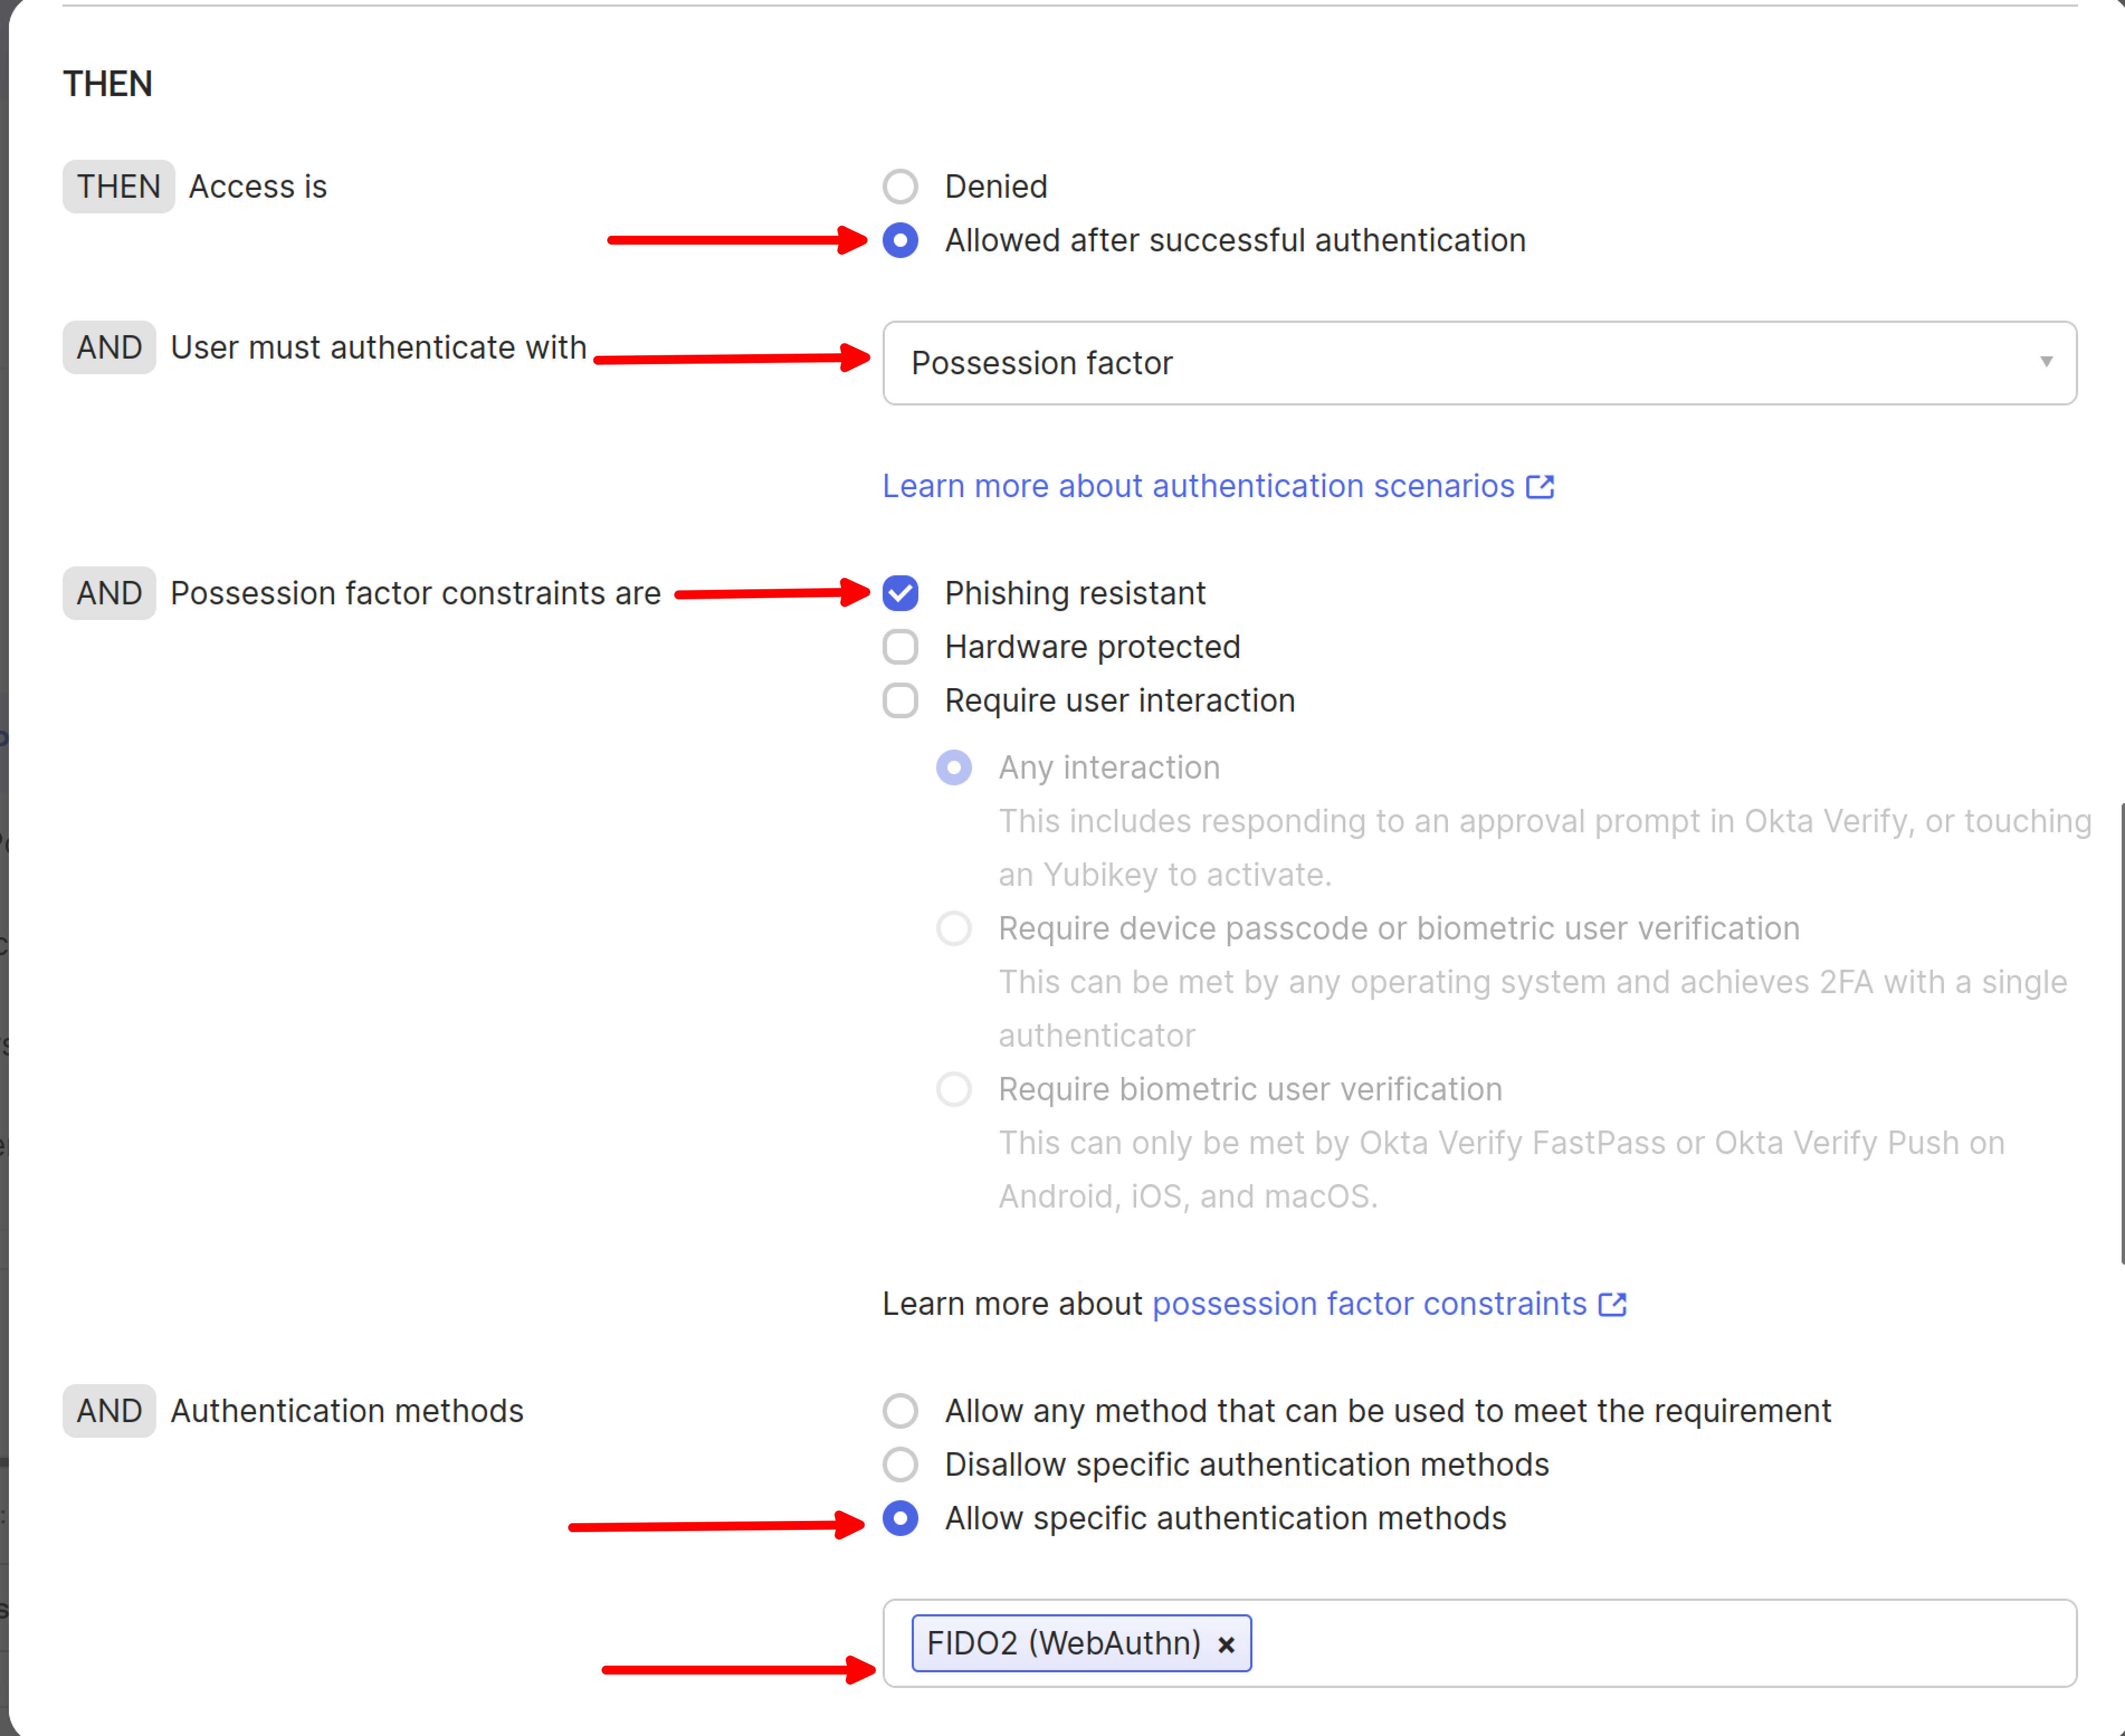 THEN
THEN Access is
Denied
Allowed after successful authentication
AND User must authenticate with
Possession factor
Learn more about authentication scenarios
AND Possession factor constraints are
Phishing resistant
Hardware protected
Require user interaction
Any interaction
This includes responding to an approval prompt in Okta Verify, or touching
an Yubikey to activate.
Require device passcode or biometric user verification
This can be met by any operating system and achieves 2FA with a single
authenticator
Require biometric user verification
This can only be met by Okta Verify FastPass or Okta Verify Push on
Android, iOS, and macOS.
Learn more about possession factor constraints
AND Authentication methods
Allow any method that can be used to meet the requirement
Disallow specific authentication methods
Allow specific authentication methods
FIDO2 (WebAuthn) ×